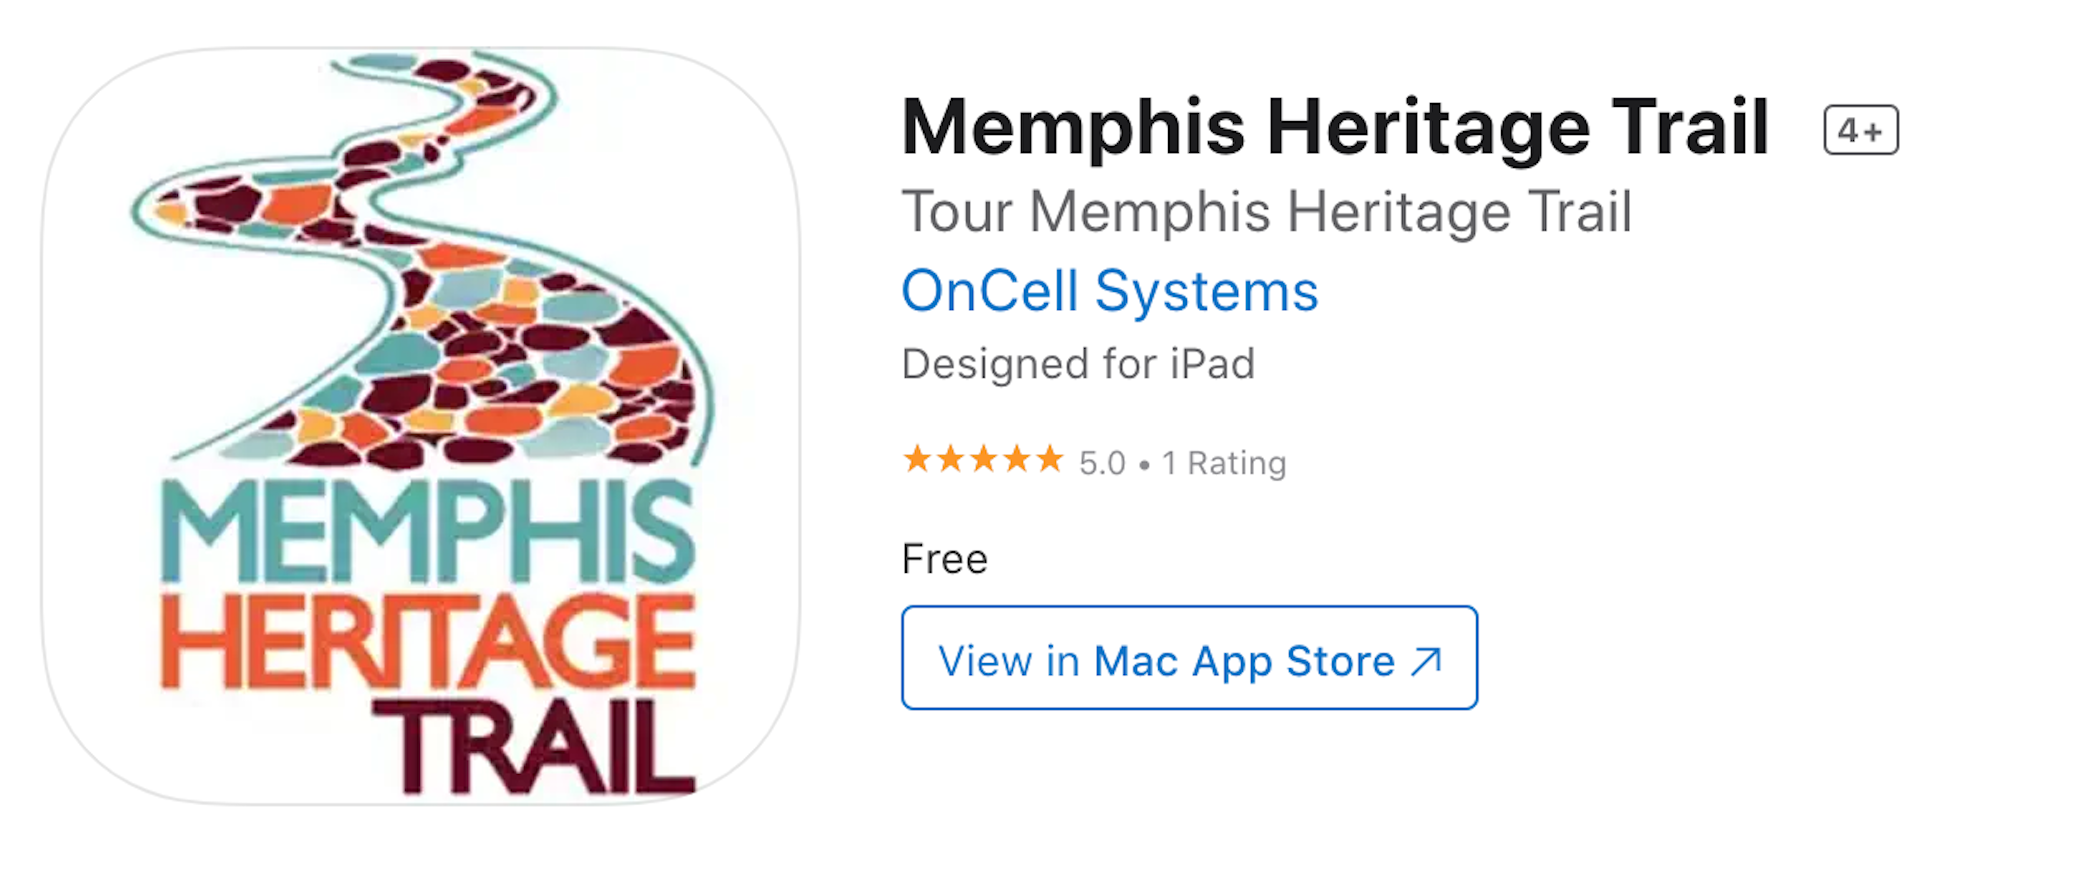 MEMPHIS
HERITAGE
TRAIL
Memphis Heritage Trail 4+
Tour Memphis Heritage Trail
OnCell Systems
Designed for iPad
★★★★★ 5.0 • 1 Rating
Free
View in Mac App Store ↗